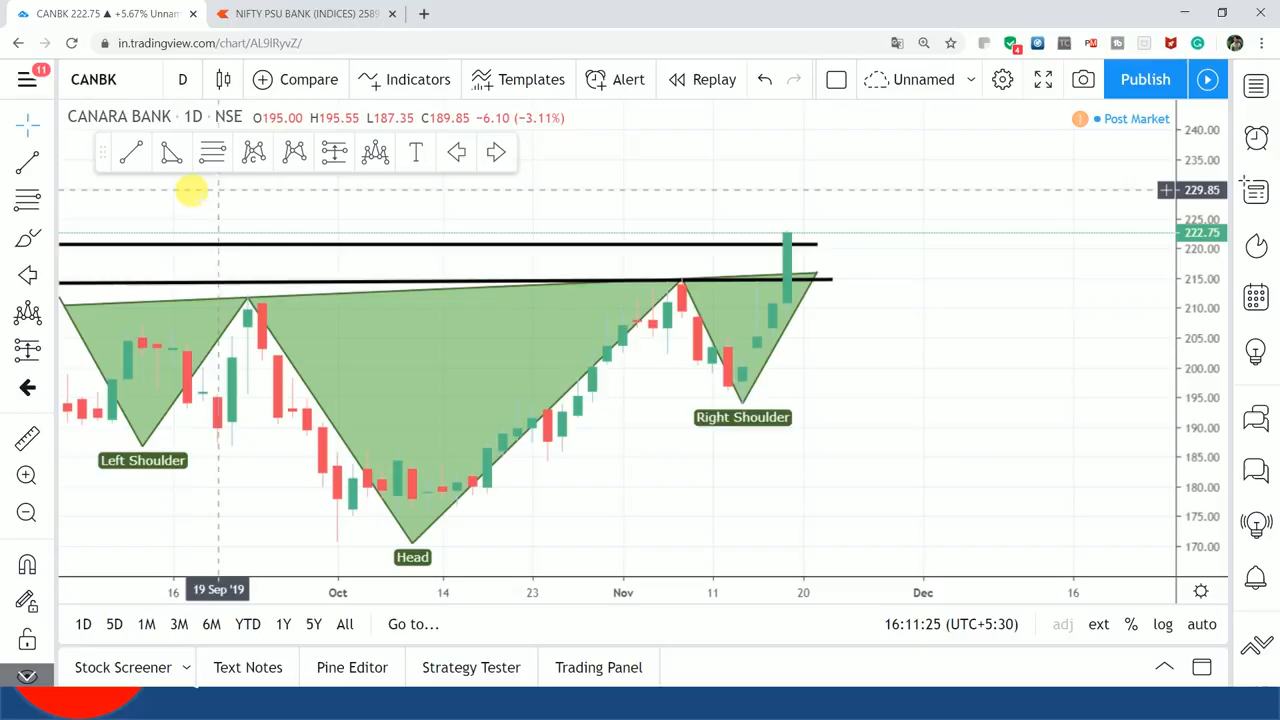 CANBK 222.75 ▲ +5.67% Unnam
NIFTY PSU BANK (INDICES) 2589
in.tradingview.com/chart/AL9lRyvZ/
4
TC
PM
11
CANBK
D
Compare
Indicators
Templates
Alert
Replay
Unnamed
Publish
CANARA BANK · 1D · NSE O195.00 H195.55 L187.35 C189.85 −6.10 (−3.11%)
Post Market
T
240.00
235.00
229.85
225.00
222.75
220.00
215.00
210.00
205.00
200.00
195.00
190.00
185.00
180.00
175.00
170.00
Left Shoulder
Head
Right Shoulder
16
19 Sep '19
Oct
14
23
Nov
11
20
Dec
16
1D 5D 1M 3M 6M YTD 1Y 5Y All Go to...
16:11:25 (UTC+5:30) adj ext % log auto
Stock Screener Text Notes Pine Editor Strategy Tester Trading Panel